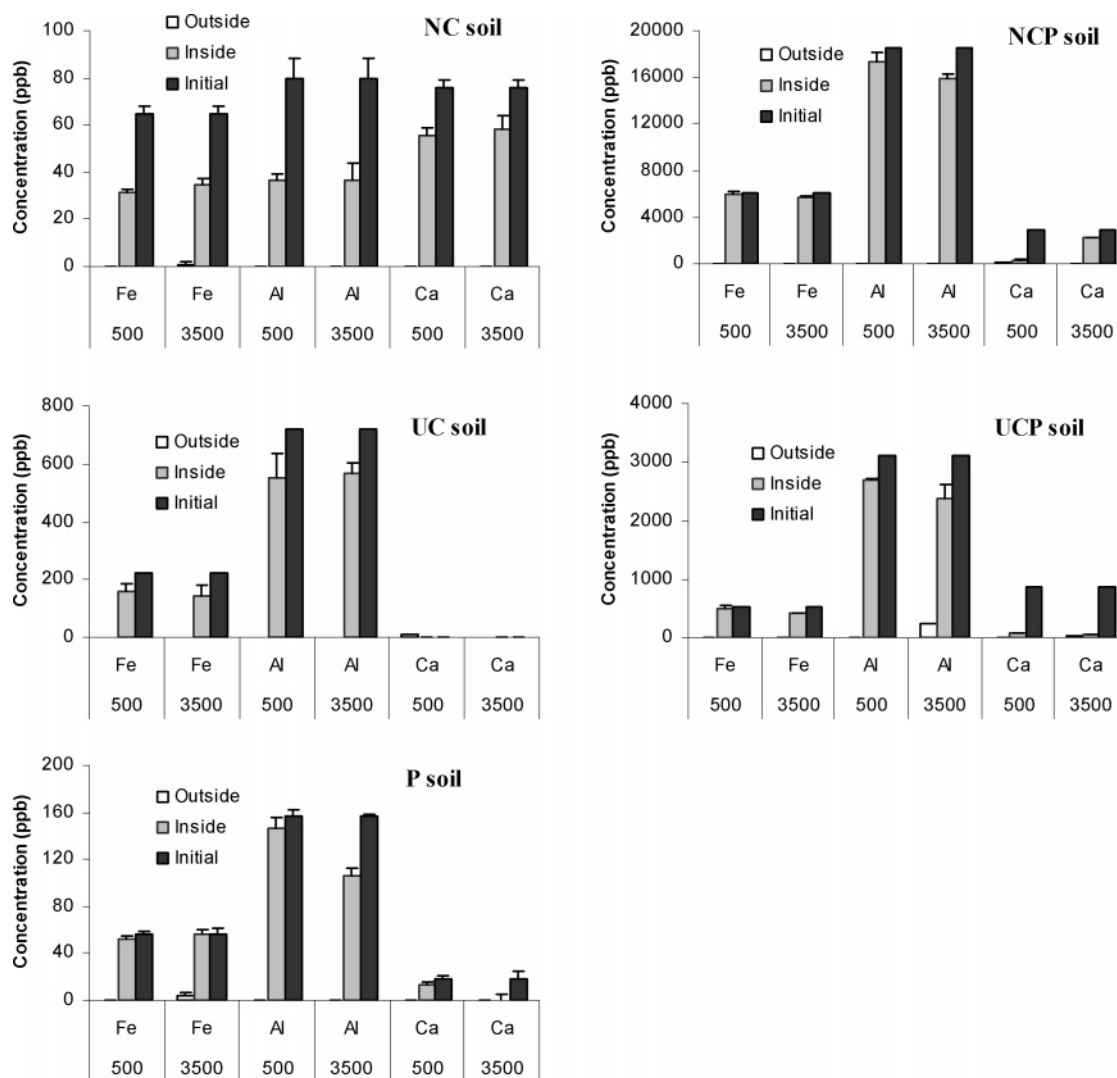 Outside
Inside
Initial
NC soil
Concentration (ppb)
100
80
60
40
20
0
Fe Fe Al Al Ca Ca
500 3500 500 3500 500 3500
Outside
Inside
Initial
NCP soil
Concentration (ppb)
20000
16000
12000
8000
4000
0
Fe Fe Al Al Ca Ca
500 3500 500 3500 500 3500
Outside
Inside
Initial
UC soil
Concentration (ppb)
800
600
400
200
0
Fe Fe Al Al Ca Ca
500 3500 500 3500 500 3500
Outside
Inside
Initial
UCP soil
Concentration (ppb)
4000
3000
2000
1000
0
Fe Fe Al Al Ca Ca
500 3500 500 3500 500 3500
Outside
Inside
Initial
P soil
Concentration (ppb)
200
160
120
80
40
0
Fe Fe Al Al Ca Ca
500 3500 500 3500 500 3500